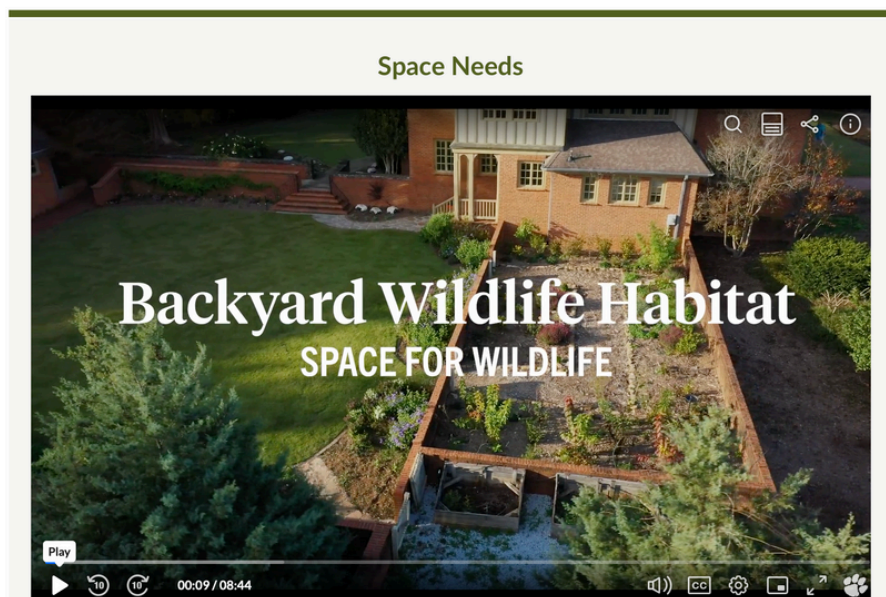 Space Needs
Backyard Wildlife Habitat
SPACE FOR WILDLIFE
Play
10 10 00:09 / 08:44 CC